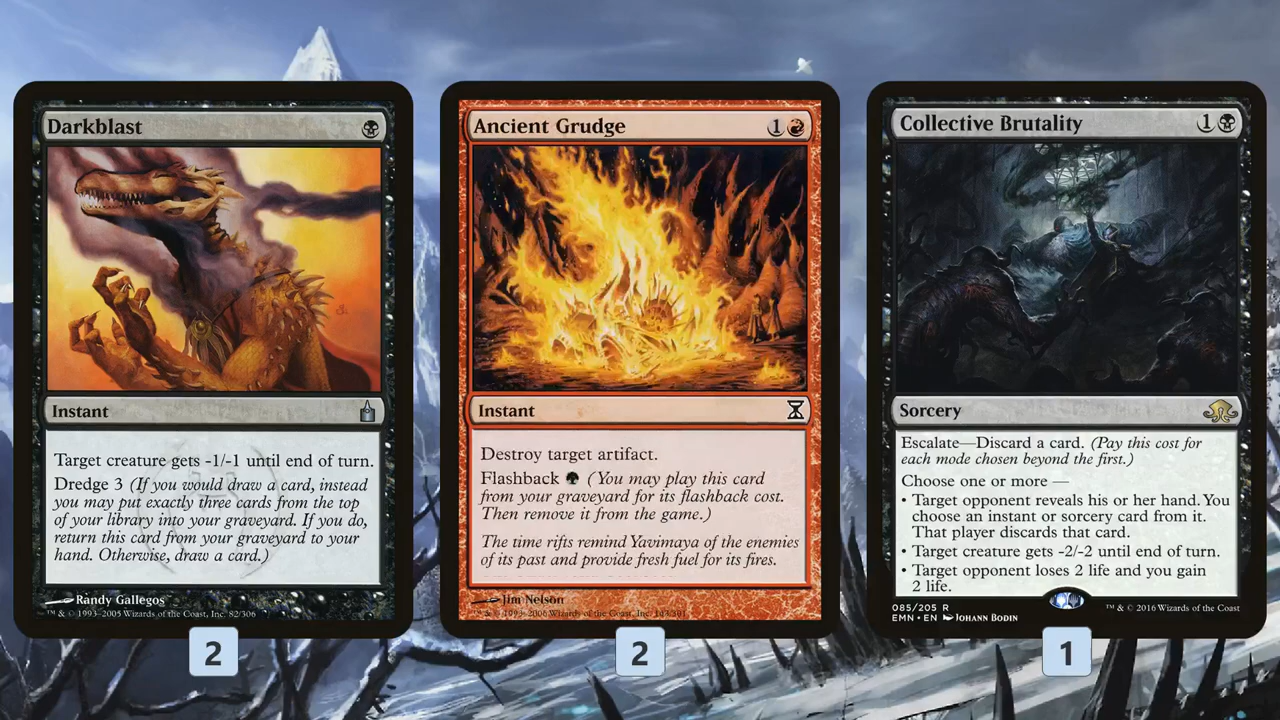 Darkblast
Instant
Target creature gets -1/-1 until end of turn.
Dredge 3 (If you would draw a card, instead
you may put exactly three cards from the top
of your library into your graveyard. If you do,
return this card from your graveyard to your
hand. Otherwise, draw a card.)
Randy Gallegos
™ & © 1993-2005 Wizards of the Coast, Inc. 82/306
2
Ancient Grudge
1
Instant
Destroy target artifact.
Flashback (You may play this card
from your graveyard for its flashback cost.
Then remove it from the game.)
The time rifts remind Yavimaya of the enemies
of its past and provide fresh fuel for its fires.
Jim Nelson
™ & © 1993-2006 Wizards of the Coast, Inc.
2
Collective Brutality
1
Sorcery
Escalate—Discard a card. (Pay this cost for
each mode chosen beyond the first.)
Choose one or more —
• Target opponent reveals his or her hand. You
choose an instant or sorcery card from it.
That player discards that card.
• Target creature gets -2/-2 until end of turn.
• Target opponent loses 2 life and you gain
2 life.
085/205 R
EMN • EN Johann Bodin
™ & © 2016 Wizards of the Coast
1